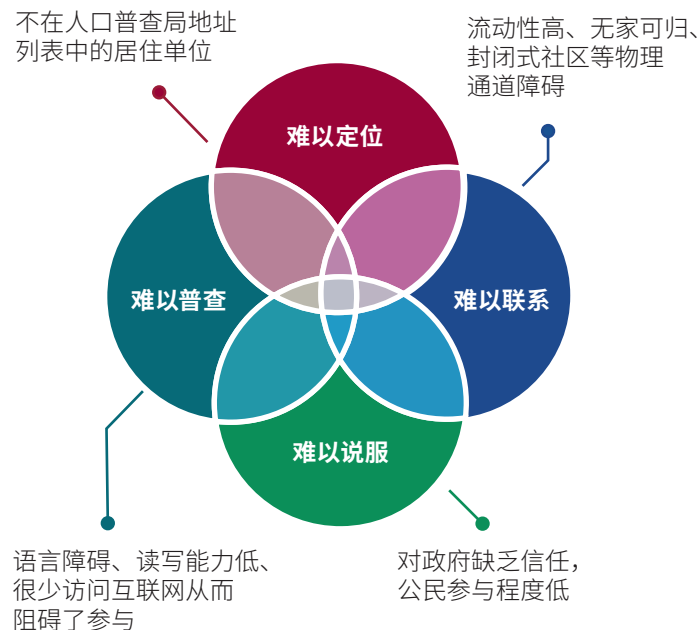 不在人口普查局地址
列表中的居住单位
流动性高、无家可归、
封闭式社区等物理
通道障碍
难以定位
难以普查
难以联系
难以说服
语言障碍、读写能力低、
很少访问互联网从而
阻碍了参与
对政府缺乏信任，
公民参与程度低